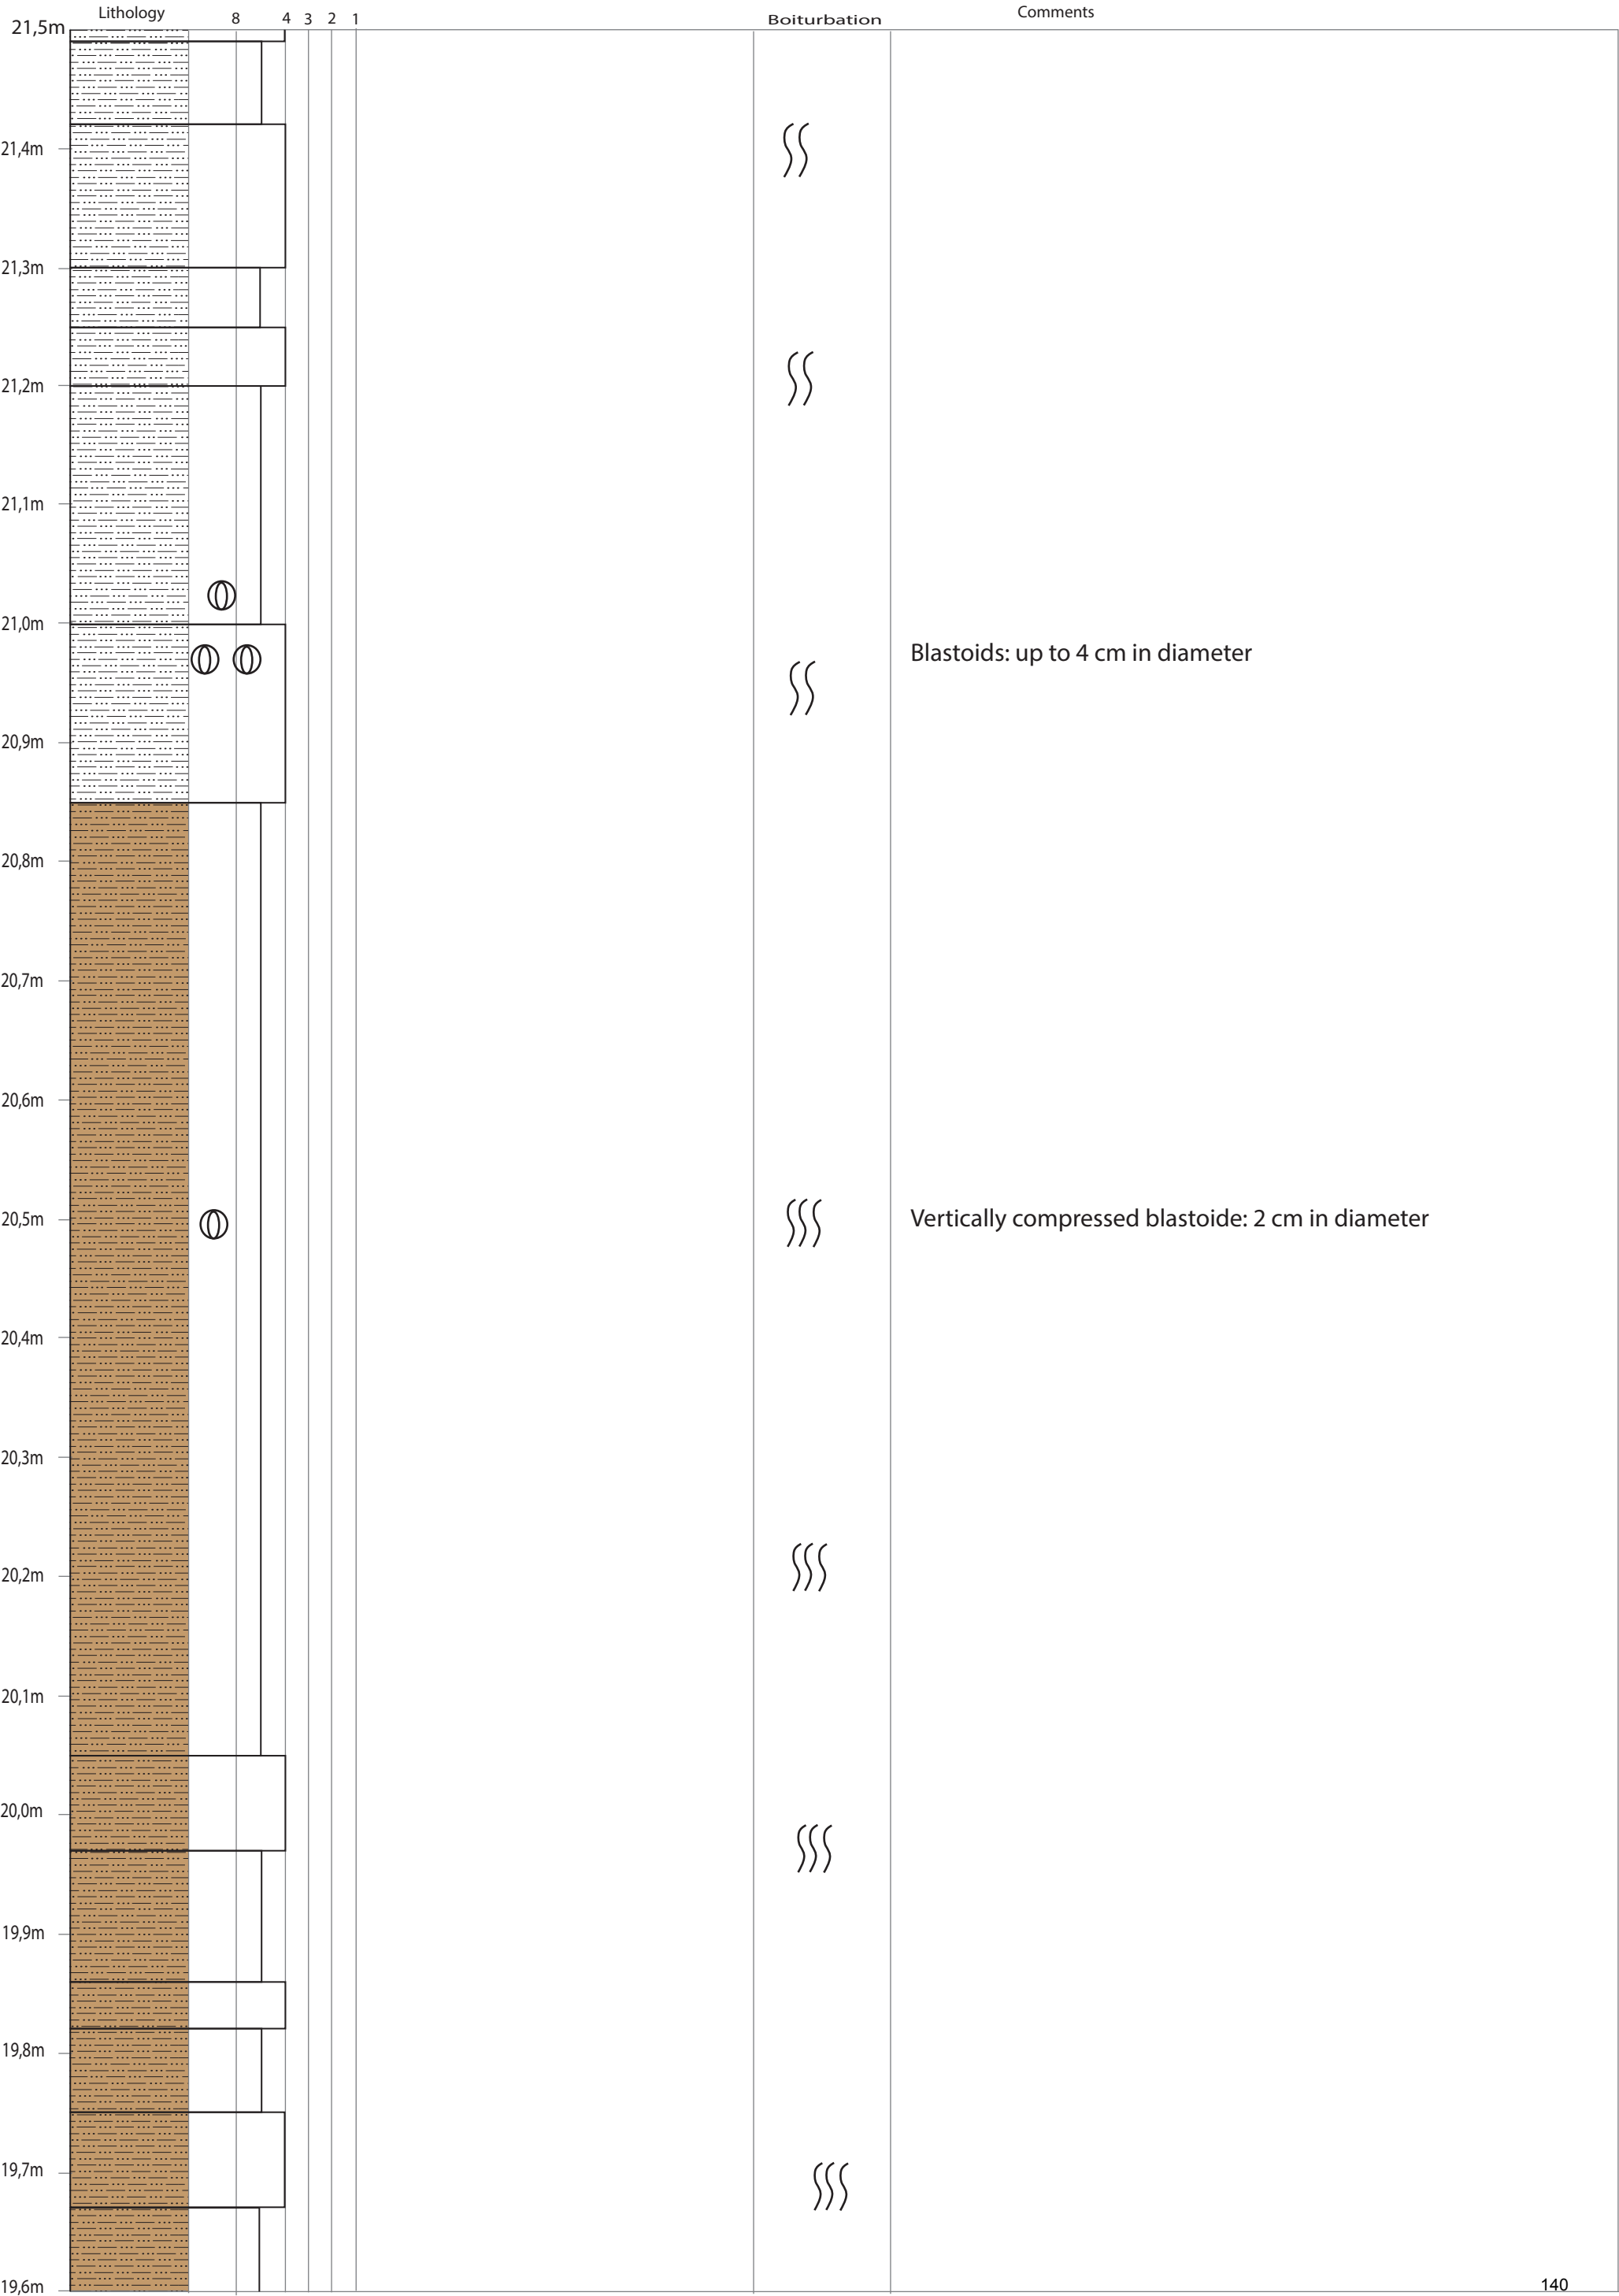 Lithology
8 4 3 2 1
Boiturbation
Comments
21,5m
21,4m
21,3m
21,2m
21,1m
21,0m
Blastoids: up to 4 cm in diameter
20,9m
20,8m
20,7m
20,6m
20,5m
Vertically compressed blastoide: 2 cm in diameter
20,4m
20,3m
20,2m
20,1m
20,0m
19,9m
19,8m
19,7m
19,6m
140